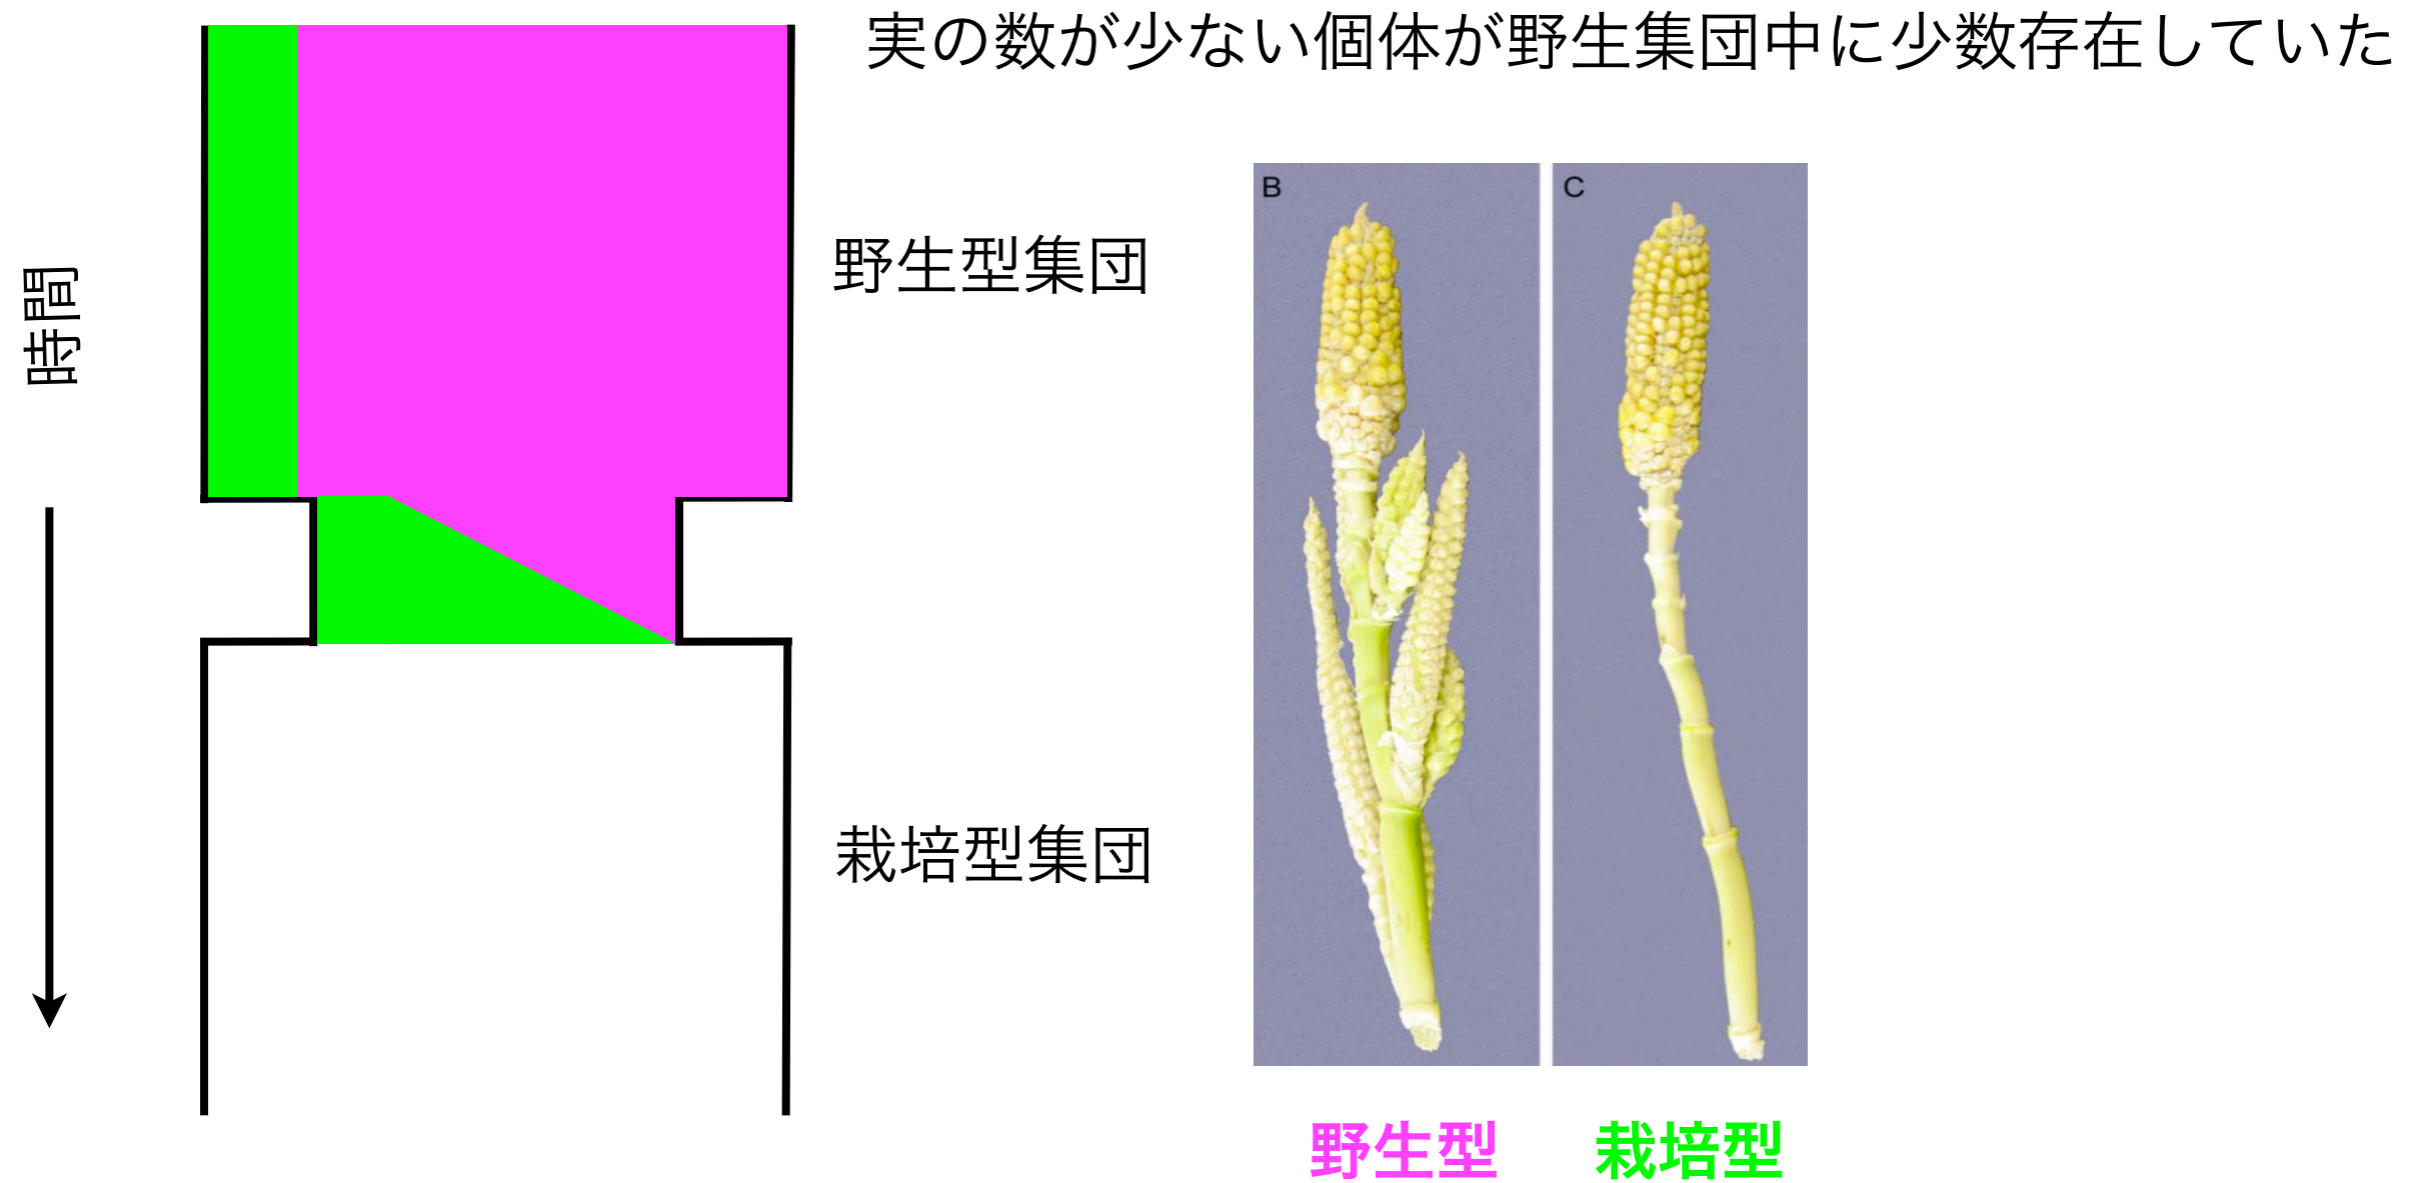 実の数が少ない個体が野生集団中に少数存在していた
時間
野生型集団
栽培型集団
B
C
野生型
栽培型